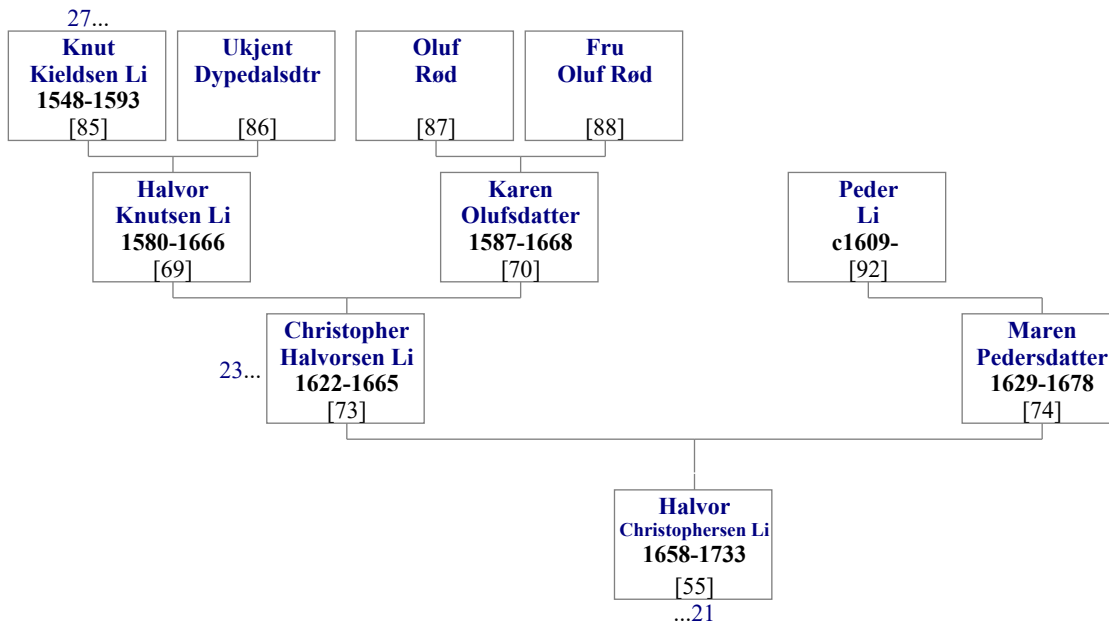 27...
Knut
Kieldsen Li
1548-1593
[85]
Ukjent
Dypedalsdtr
[86]
Oluf
Rød
[87]
Fru
Oluf Rød
[88]
Halvor
Knutsen Li
1580-1666
[69]
Karen
Olufsdatter
1587-1668
[70]
Peder
Li
c1609-
[92]
23...
Christopher
Halvorsen Li
1622-1665
[73]
Maren
Pedersdatter
1629-1678
[74]
Halvor
Christophersen Li
1658-1733
[55]
...21